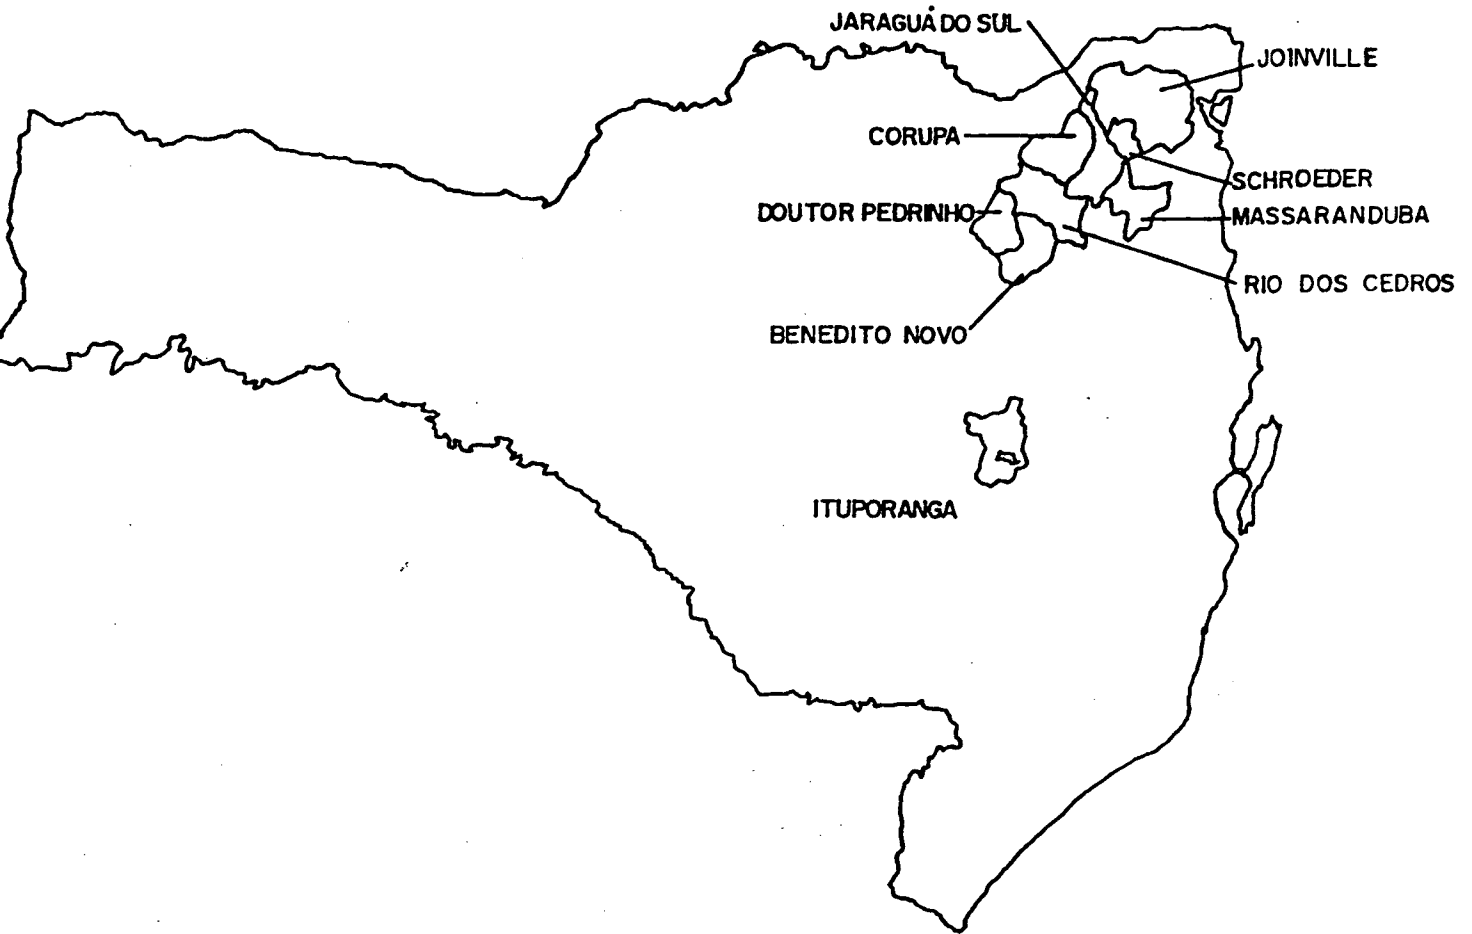 JARAGUÁ DO SUL
JOINVILLE
CORUPA
SCHROEDER
DOUTOR PEDRINHO
MASSARANDUBA
RIO DOS CEDROS
BENEDITO NOVO
ITUPORANGA